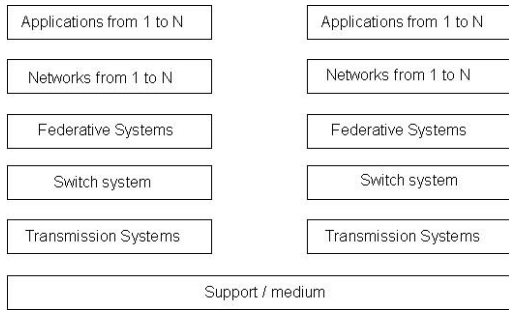 Applications from 1 to N
Applications from 1 to N
Networks from 1 to N
Networks from 1 to N
Federative Systems
Federative Systems
Switch system
Switch system
Transmission Systems
Transmission Systems
Support / medium